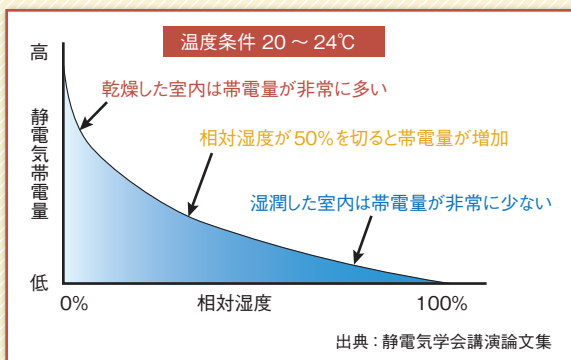 温度条件 20 〜 24℃
高
乾燥した室内は帯電量が非常に多い
相対湿度が50%を切ると帯電量が増加
静電気帯電量
湿潤した室内は帯電量が非常に少ない
低
0%
相対湿度
100%
出典：静電気学会講演論文集